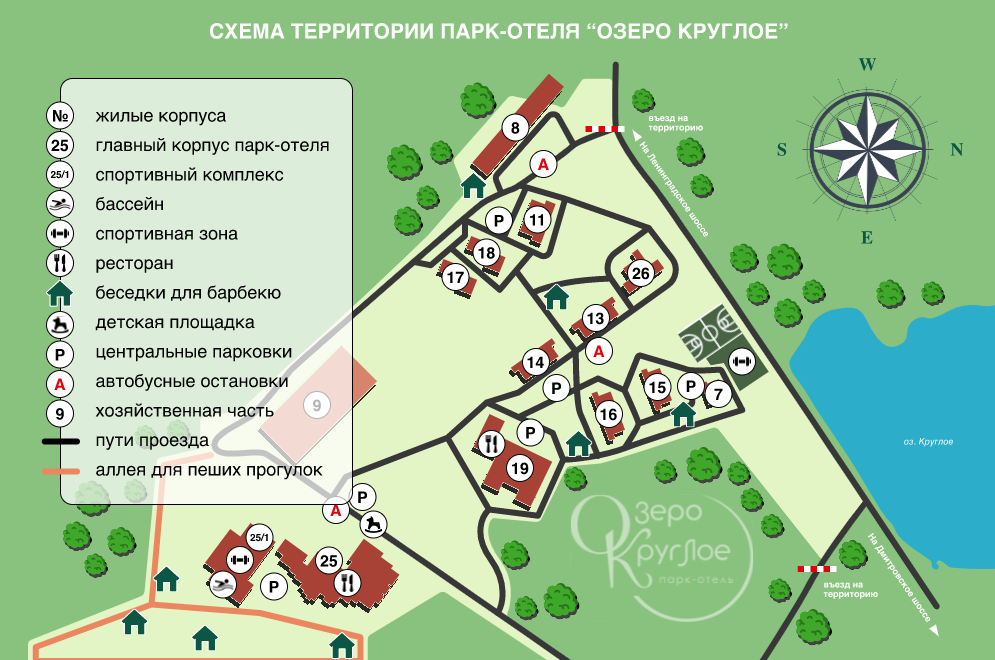 СХЕМА ТЕРРИТОРИИ ПАРК-ОТЕЛЯ “ОЗЕРО КРУГЛОЕ”
№ жилые корпуса
25 главный корпус парк-отеля
25/1 спортивный комплекс
бассейн
спортивная зона
ресторан
беседки для барбекю
детская площадка
P центральные парковки
А автобусные остановки
9 хозяйственная часть
пути проезда
аллея для пеших прогулок
W
S
N
E
въезд на
территорию
На Ленинградское шоссе
8
А
P
11
18
17
26
13
А
14
P
15
P
7
16
9
P
19
оз. Круглое
P
А
25/1
25
P
Озеро
Круглое
парк-отель
въезд на
территорию
На Дмитровское шоссе